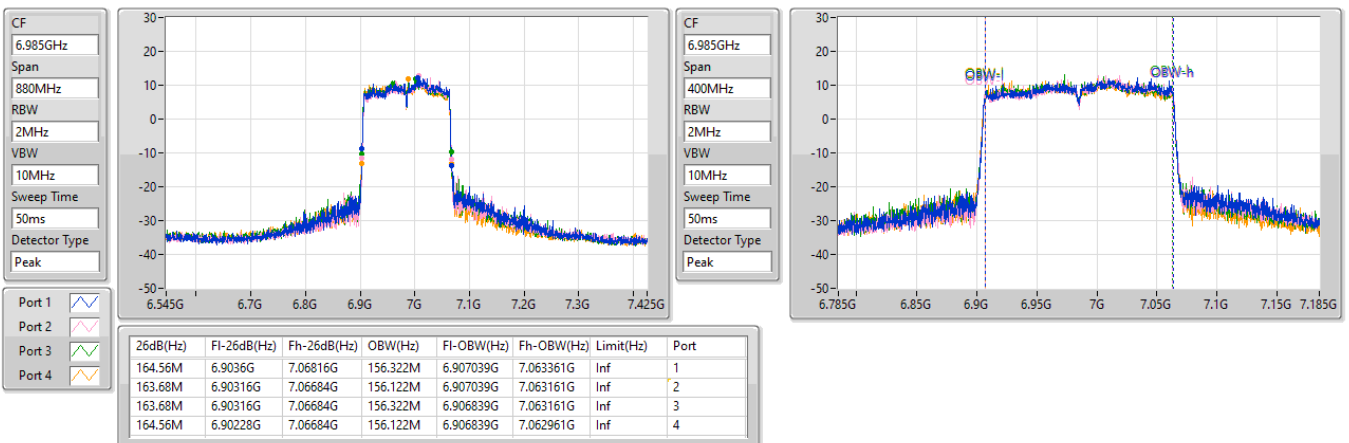 CF
6.985GHz
Span
880MHz
RBW
2MHz
VBW
10MHz
Sweep Time
50ms
Detector Type
Peak
30
20
10
0
-10
-20
-30
-40
-50
6.545G 6.7G 6.8G 6.9G 7G 7.1G 7.2G 7.3G 7.425G
CF
6.985GHz
Span
400MHz
RBW
2MHz
VBW
10MHz
Sweep Time
50ms
Detector Type
Peak
30
20
10
0
-10
-20
-30
-40
-50
OBW-l OBW-h
6.785G 6.85G 6.9G 6.95G 7G 7.05G 7.1G 7.15G 7.185G
Port 1
Port 2
Port 3
Port 4
26dB(Hz) Fl-26dB(Hz) Fh-26dB(Hz) OBW(Hz) Fl-OBW(Hz) Fh-OBW(Hz) Limit(Hz) Port
164.56M 6.9036G 7.06816G 156.322M 6.907039G 7.063361G Inf 1
163.68M 6.90316G 7.06684G 156.122M 6.907039G 7.063161G Inf 2
163.68M 6.90316G 7.06684G 156.322M 6.906839G 7.063161G Inf 3
164.56M 6.90228G 7.06684G 156.122M 6.906839G 7.062961G Inf 4